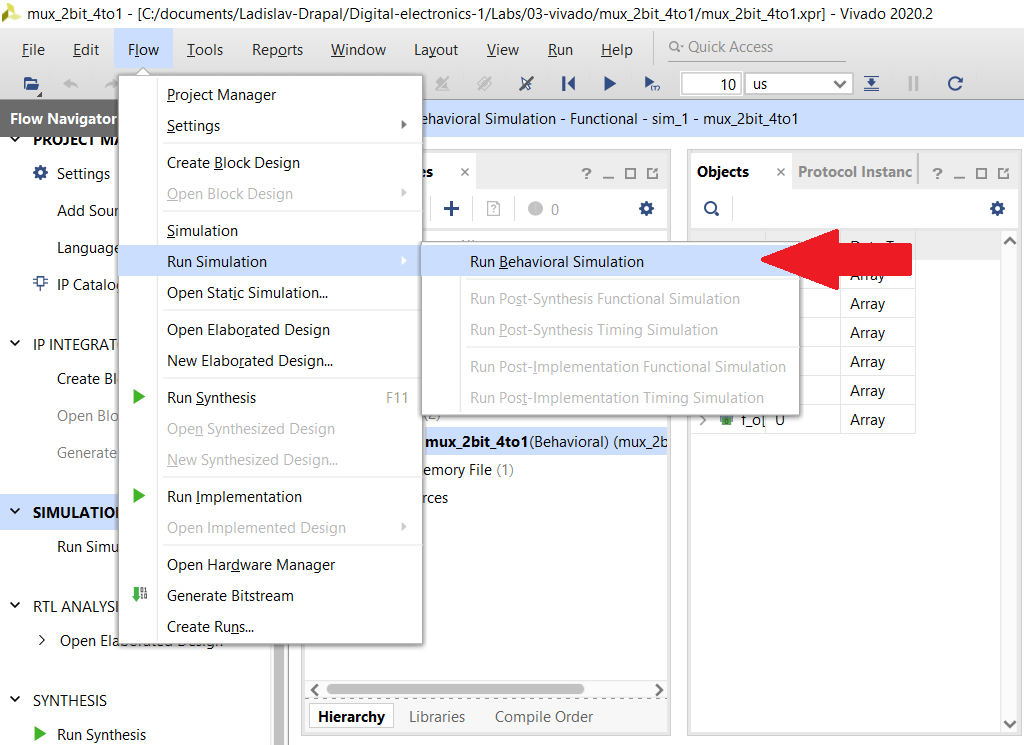 mux_2bit_4to1 - [C:/documents/Ladislav-Drapal/Digital-electronics-1/Labs/03-vivado/mux_2bit_4to1/mux_2bit_4to1.xpr] - Vivado 2020.2
File Edit Flow Tools Reports Window Layout View Run Help Quick Access
10 us
Flow Navigator
ehavioral Simulation - Functional - sim_1 - mux_2bit_4to1
PROJECT MA
Settings
Add Sour
Language
IP Catalo
IP INTEGRAT
Create Bl
Open Blo
Generate
SIMULATION
Run Simu
RTL ANALYSI
Open Elaborated Design
SYNTHESIS
Run Synthesis
Project Manager
Settings
Create Block Design
Open Block Design
Simulation
Run Simulation
Open Static Simulation...
Open Elaborated Design
New Elaborated Design...
Run Synthesis F11
Open Synthesized Design
New Synthesized Design...
Run Implementation
Open Implemented Design
Open Hardware Manager
Generate Bitstream
Create Runs...
Run Behavioral Simulation
Run Post-Synthesis Functional Simulation
Run Post-Synthesis Timing Simulation
Run Post-Implementation Functional Simulation
Run Post-Implementation Timing Simulation
es
? 0
(2)
mux_2bit_4to1(Behavioral) (mux_2b
emory File (1)
rces
Hierarchy Libraries Compile Order
Objects Protocol Instanc ?
Array
Array
Array
Array
Array
f_o[ U Array